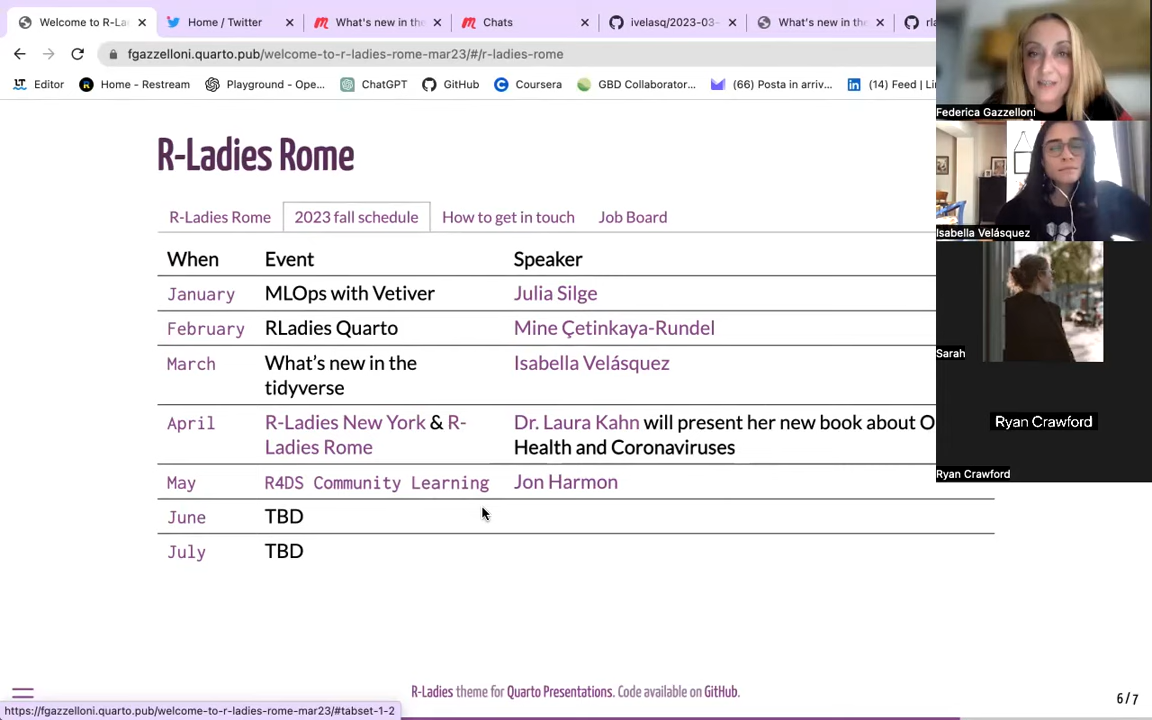 Welcome to R-La
Home / Twitter
What's new in the
Chats
ivelasq/2023-03-
What's new in the
fgazzelloni.quarto.pub/welcome-to-r-ladies-rome-mar23/#/r-ladies-rome
Editor
Home - Restream
Playground - Ope...
ChatGPT
GitHub
Coursera
GBD Collaborator...
(66) Posta in arriv...
(14) Feed | Li
Federica Gazzelloni
R-Ladies Rome
R-Ladies Rome
2023 fall schedule
How to get in touch
Job Board
Isabella Velásquez
When Event Speaker
January MLOps with Vetiver Julia Silge
February RLadies Quarto Mine Çetinkaya-Rundel
March What's new in the Isabella Velásquez
tidyverse
Sarah
April R-Ladies New York & R- Dr. Laura Kahn will present her new book about O
Ladies Rome Health and Coronaviruses
Ryan Crawford
Ryan Crawford
May R4DS Community Learning Jon Harmon
June TBD
July TBD
R-Ladies theme for Quarto Presentations. Code available on GitHub.
6 / 7
https://fgazzelloni.quarto.pub/welcome-to-r-ladies-rome-mar23/#tabset-1-2